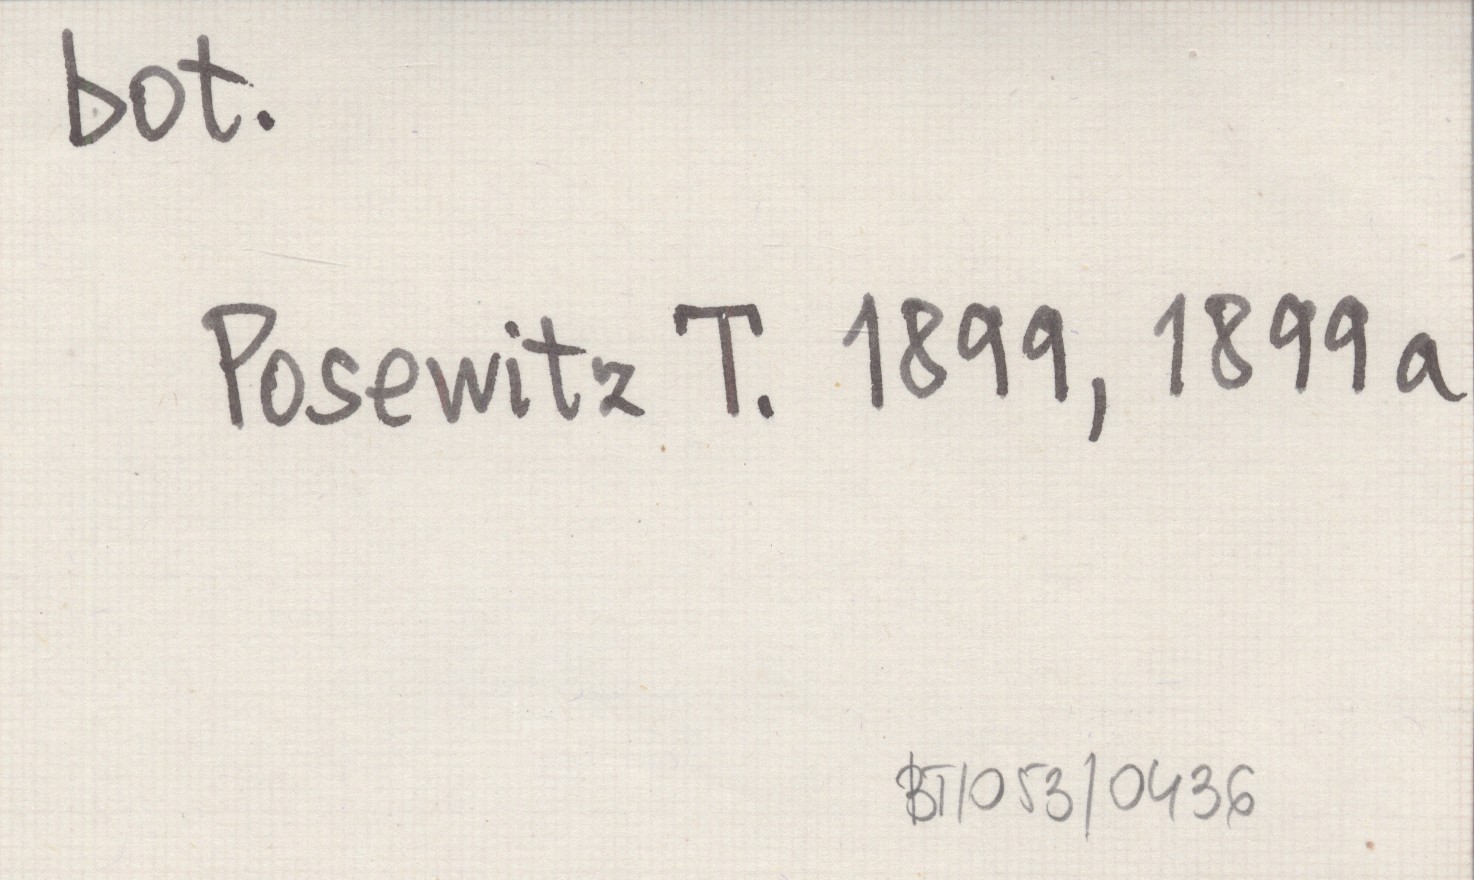 bot.
Posewitz T. 1899, 1899a
BT/053/0436